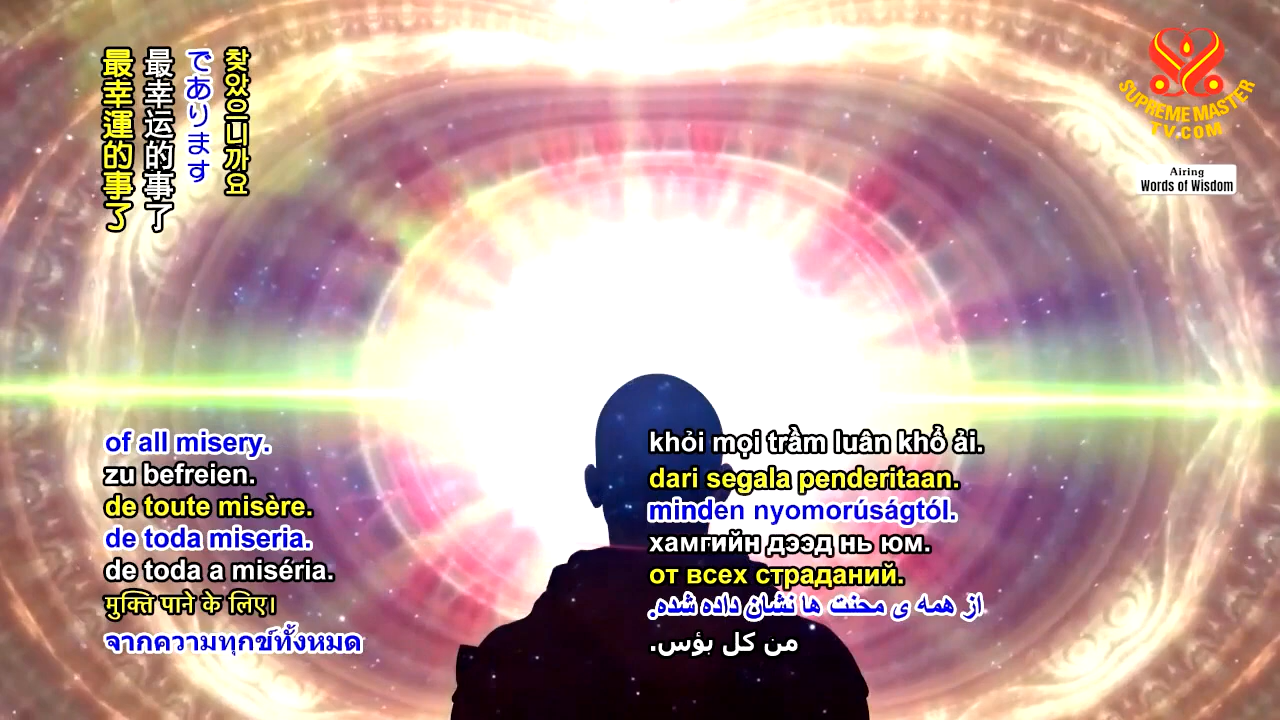 最幸運的事了
最幸运的事了
であります
찾았으니까요
SUPREME MASTER
TV.COM
Airing
Words of Wisdom
of all misery.
zu befreien.
de toute misère.
de toda miseria.
de toda a miséria.
मुक्ति पाने के लिए।
จากความทุกข์ทั้งหมด
khỏi mọi trầm luân khổ ải.
dari segala penderitaan.
minden nyomorúságtól.
хамгийн дээд нь юм.
от всех страданий.
از همه ی محنت ها نشان داده شده.
من كل بؤس.